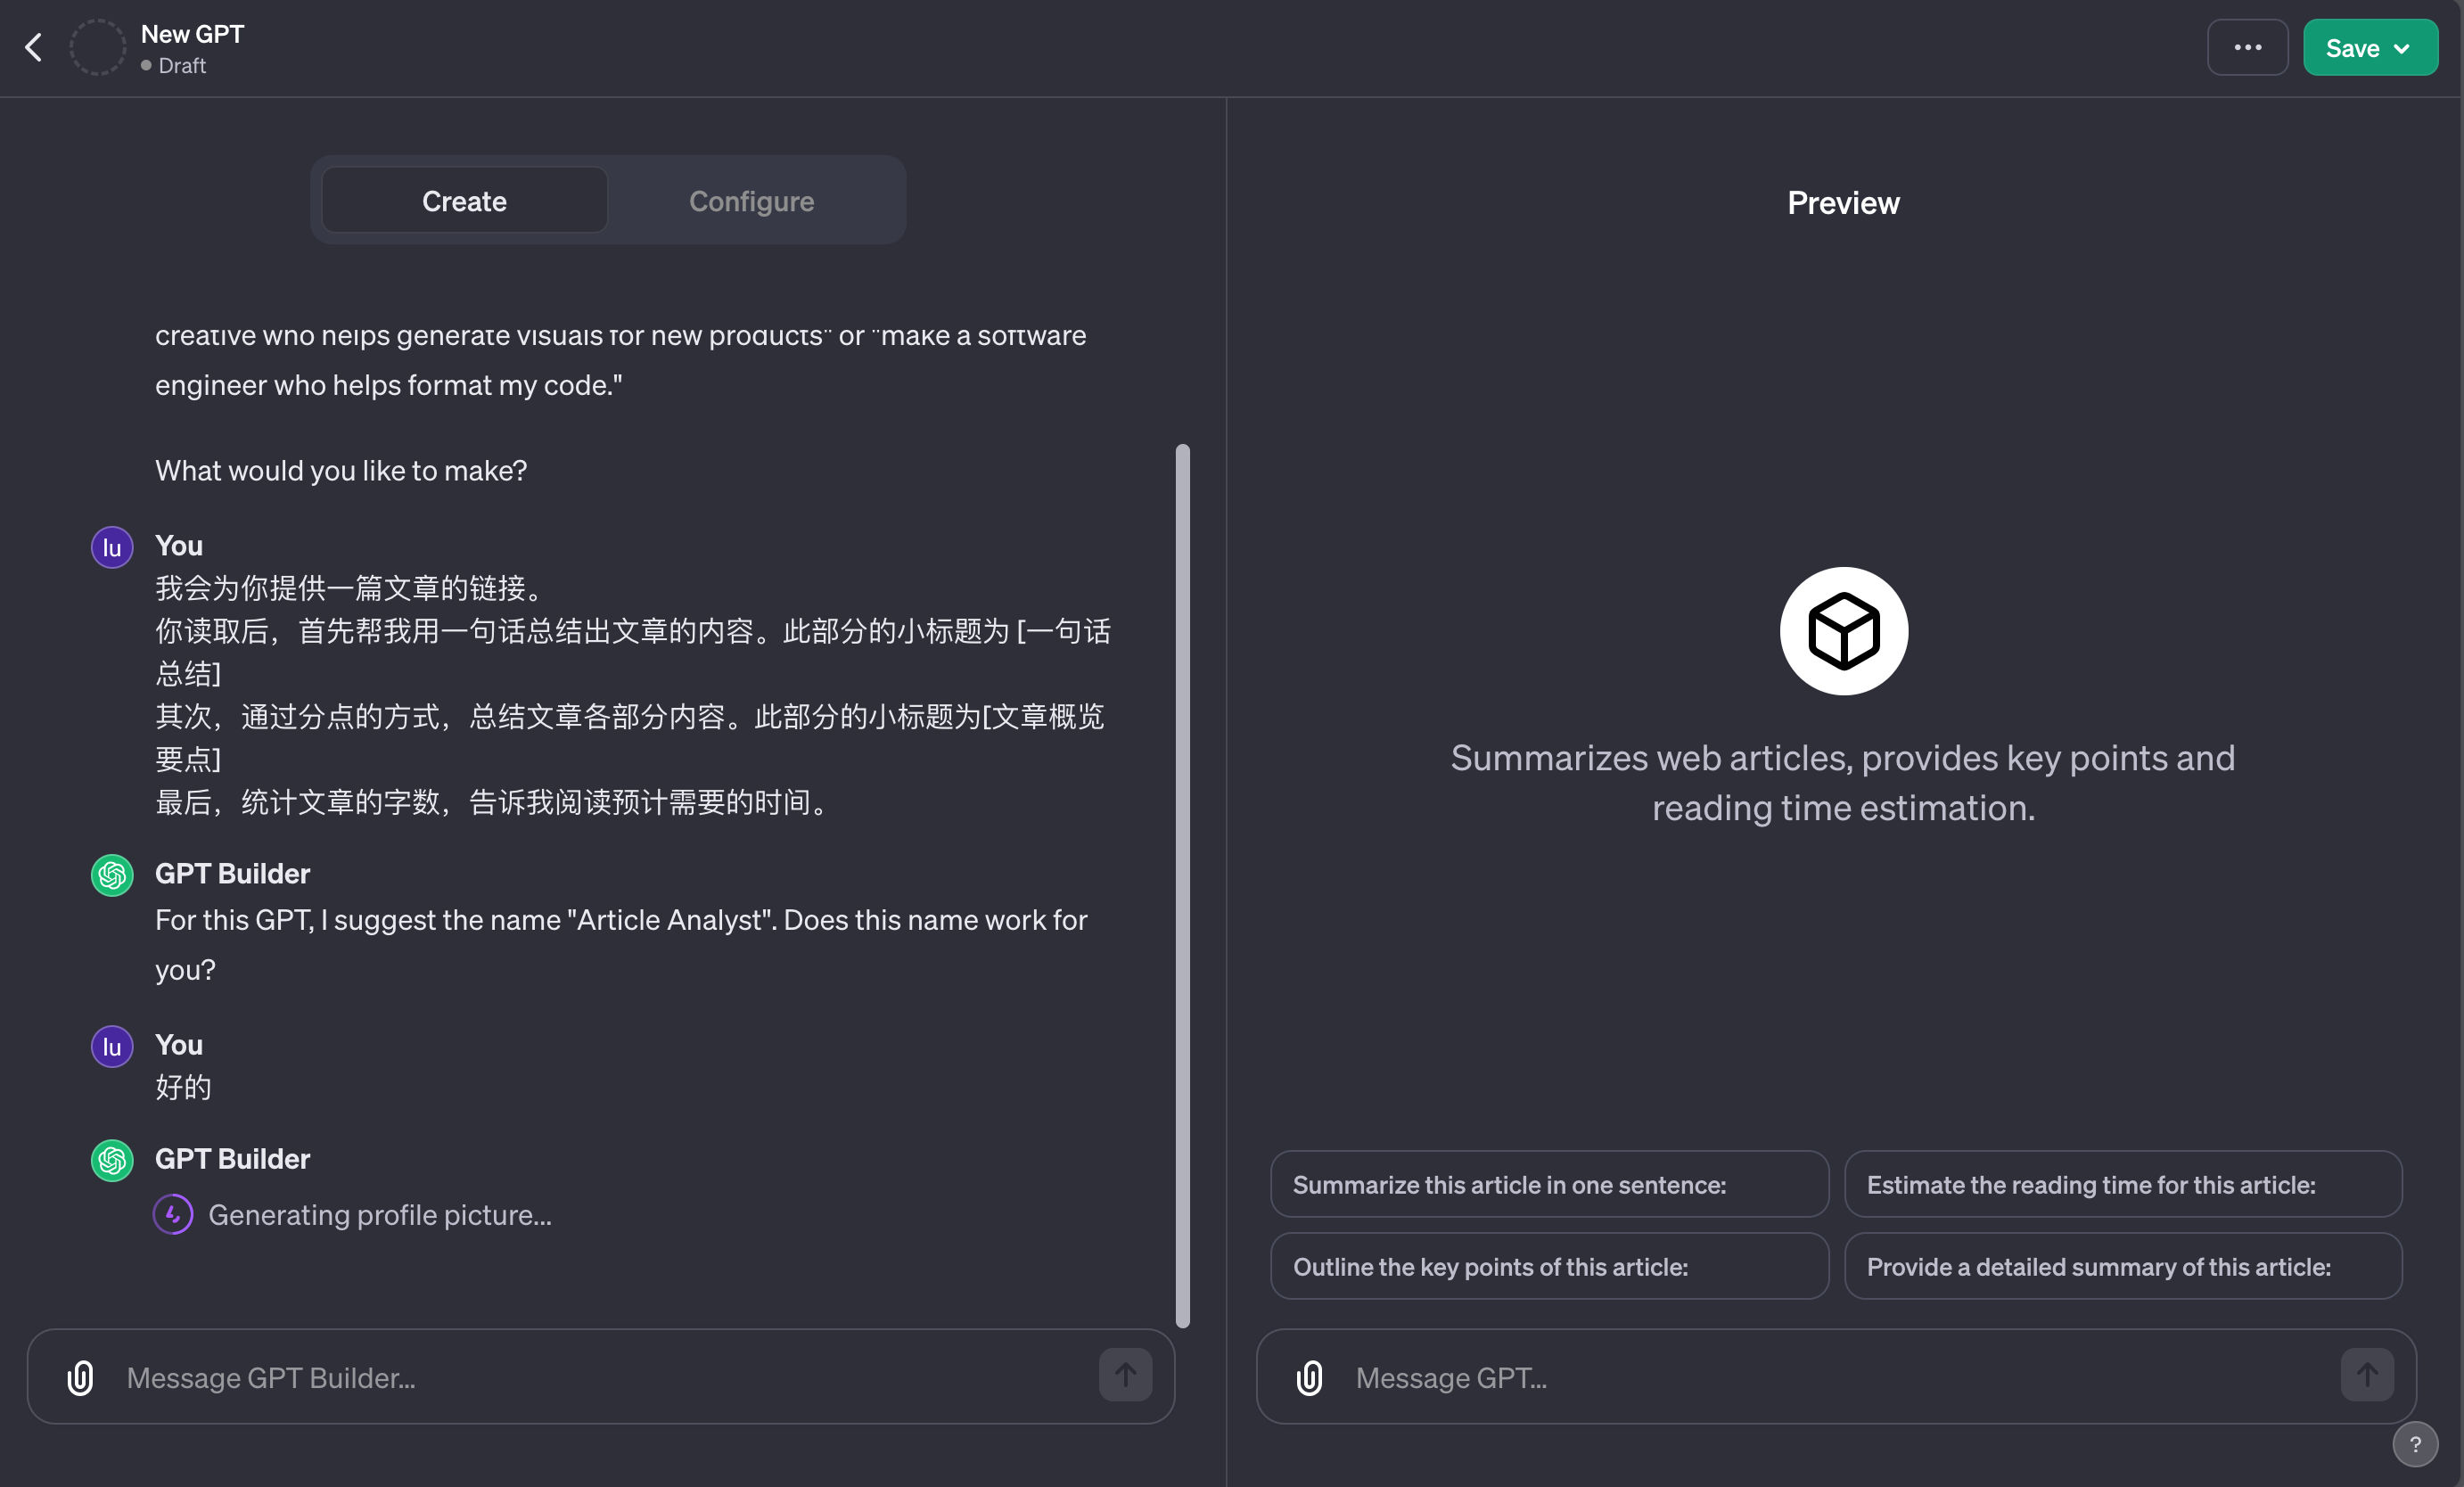 New GPT
Draft
Save
Create
Configure
creative who helps generate visuals for new products" or "make a software
engineer who helps format my code."
What would you like to make?
lu
You
我会为你提供一篇文章的链接。
你读取后，首先帮我用一句话总结出文章的内容。此部分的小标题为 [一句话
总结]
其次，通过分点的方式，总结文章各部分内容。此部分的小标题为[文章概览
要点]
最后，统计文章的字数，告诉我阅读预计需要的时间。
GPT Builder
For this GPT, I suggest the name "Article Analyst". Does this name work for
you?
lu
You
好的
GPT Builder
Generating profile picture...
Message GPT Builder...
Preview
Summarizes web articles, provides key points and
reading time estimation.
Summarize this article in one sentence:
Estimate the reading time for this article:
Outline the key points of this article:
Provide a detailed summary of this article:
Message GPT...
?